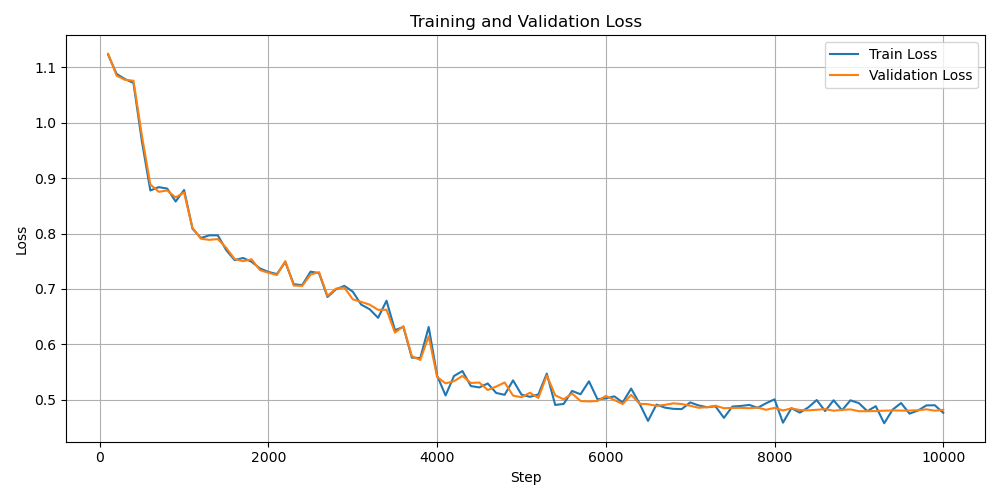 Training and Validation Loss
Train Loss
Validation Loss
Loss
1.1
1.0
0.9
0.8
0.7
0.6
0.5
0
2000
4000
6000
8000
10000
Step